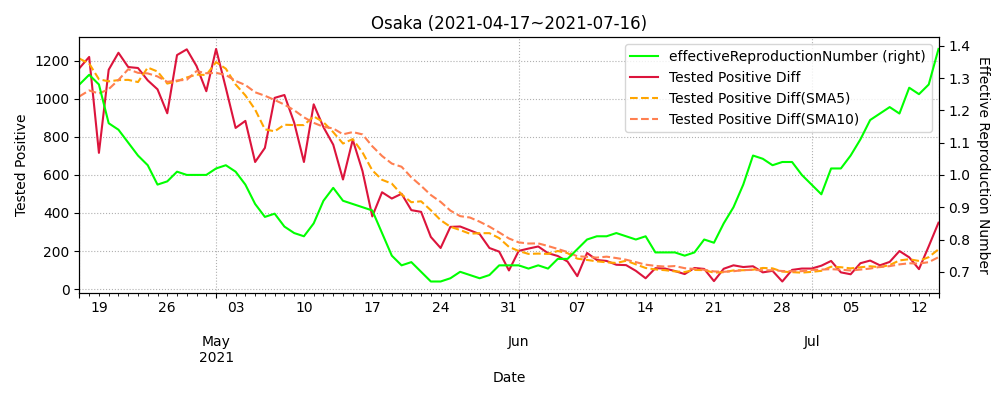 Osaka (2021-04-17~2021-07-16)
effectiveReproductionNumber (right)
Tested Positive Diff
Tested Positive Diff(SMA5)
Tested Positive Diff(SMA10)
Tested Positive
1200
1000
800
600
400
200
0
1.4
1.3
1.2
1.1
1.0
0.9
0.8
0.7
Effective Reproduction Number
19 26 03 10 17 24 07 14 21 28 05 12
May Jun Jul
2021
Date